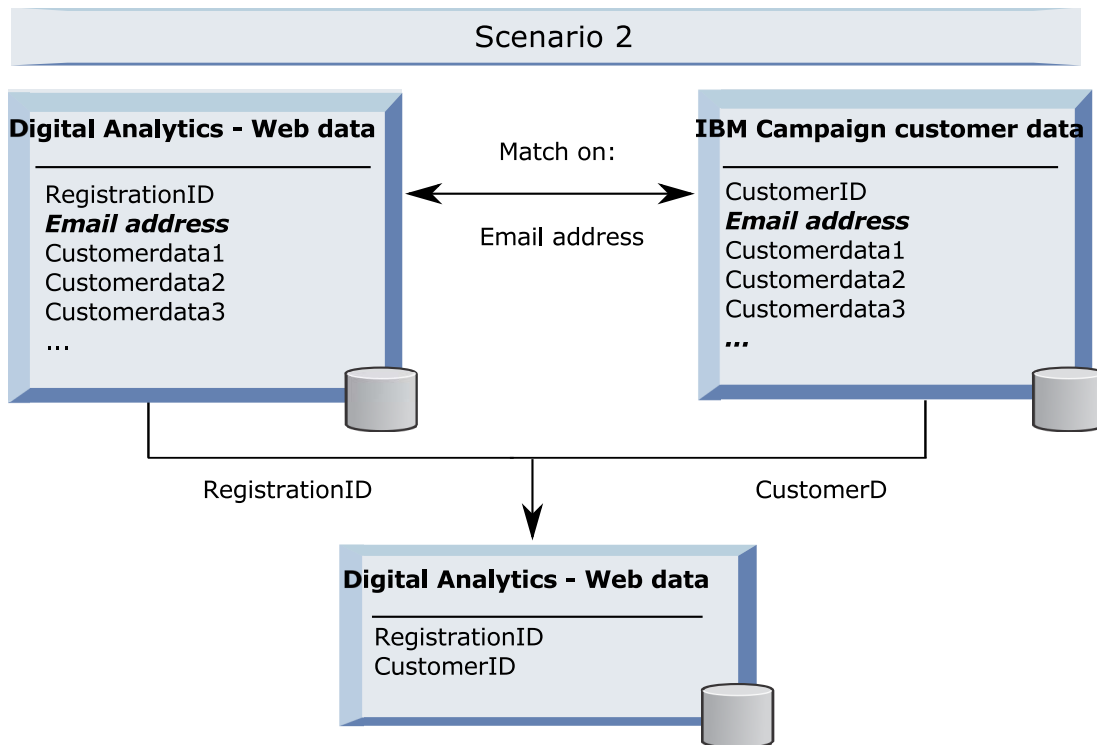 Scenario 2
Digital Analytics - Web data
RegistrationID
Email address
Customerdata1
Customerdata2
Customerdata3
...
Match on:
Email address
IBM Campaign customer data
CustomerID
Email address
Customerdata1
Customerdata2
Customerdata3
...
RegistrationID
CustomerD
Digital Analytics - Web data
RegistrationID
CustomerID